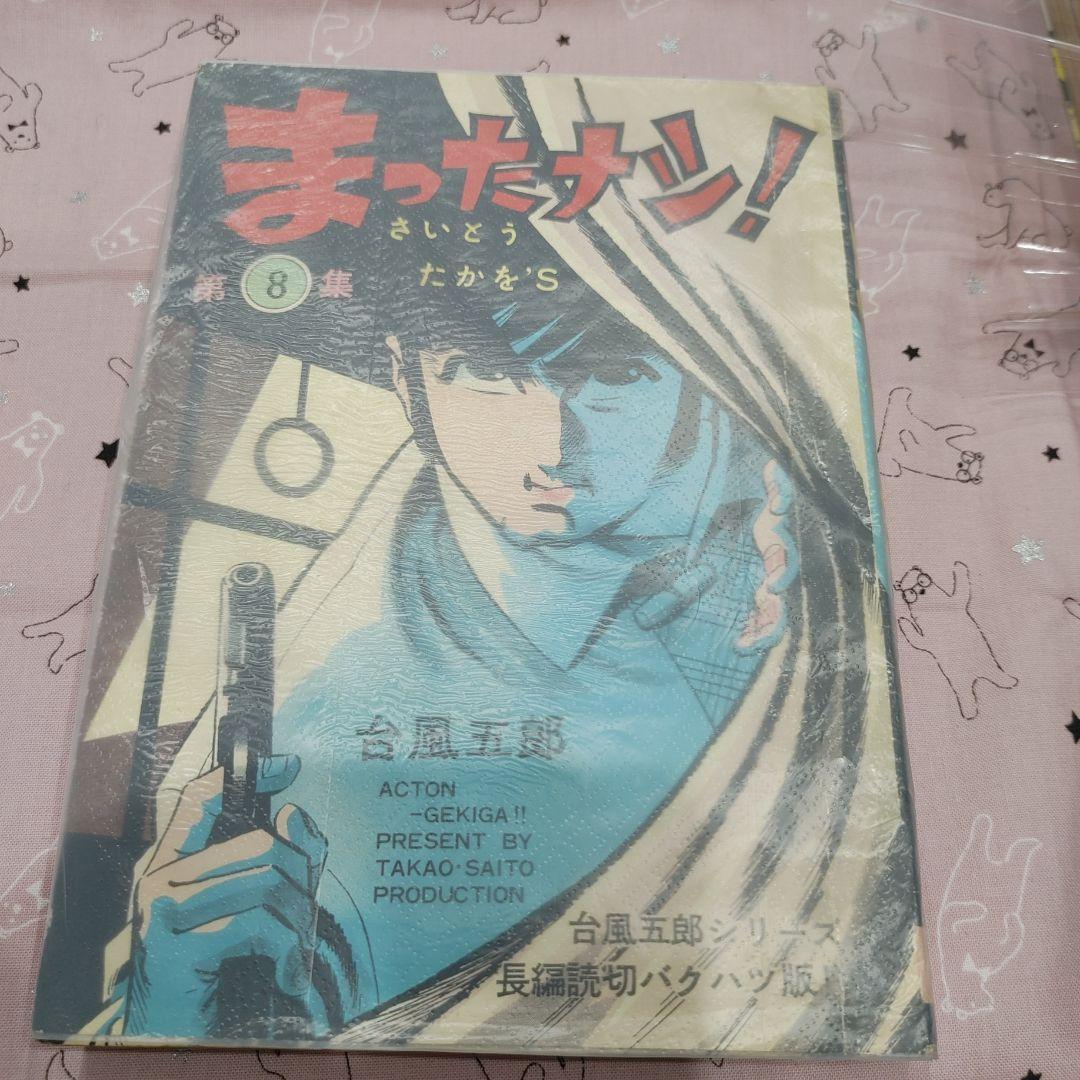 まったナシ!
さいとう
たかを'S
第8集
台風五郎
ACTON
-GEKIGA!!
PRESENT BY
TAKAO・SAITO
PRODUCTION
台風五郎シリーズ
長編読切バクハツ版!